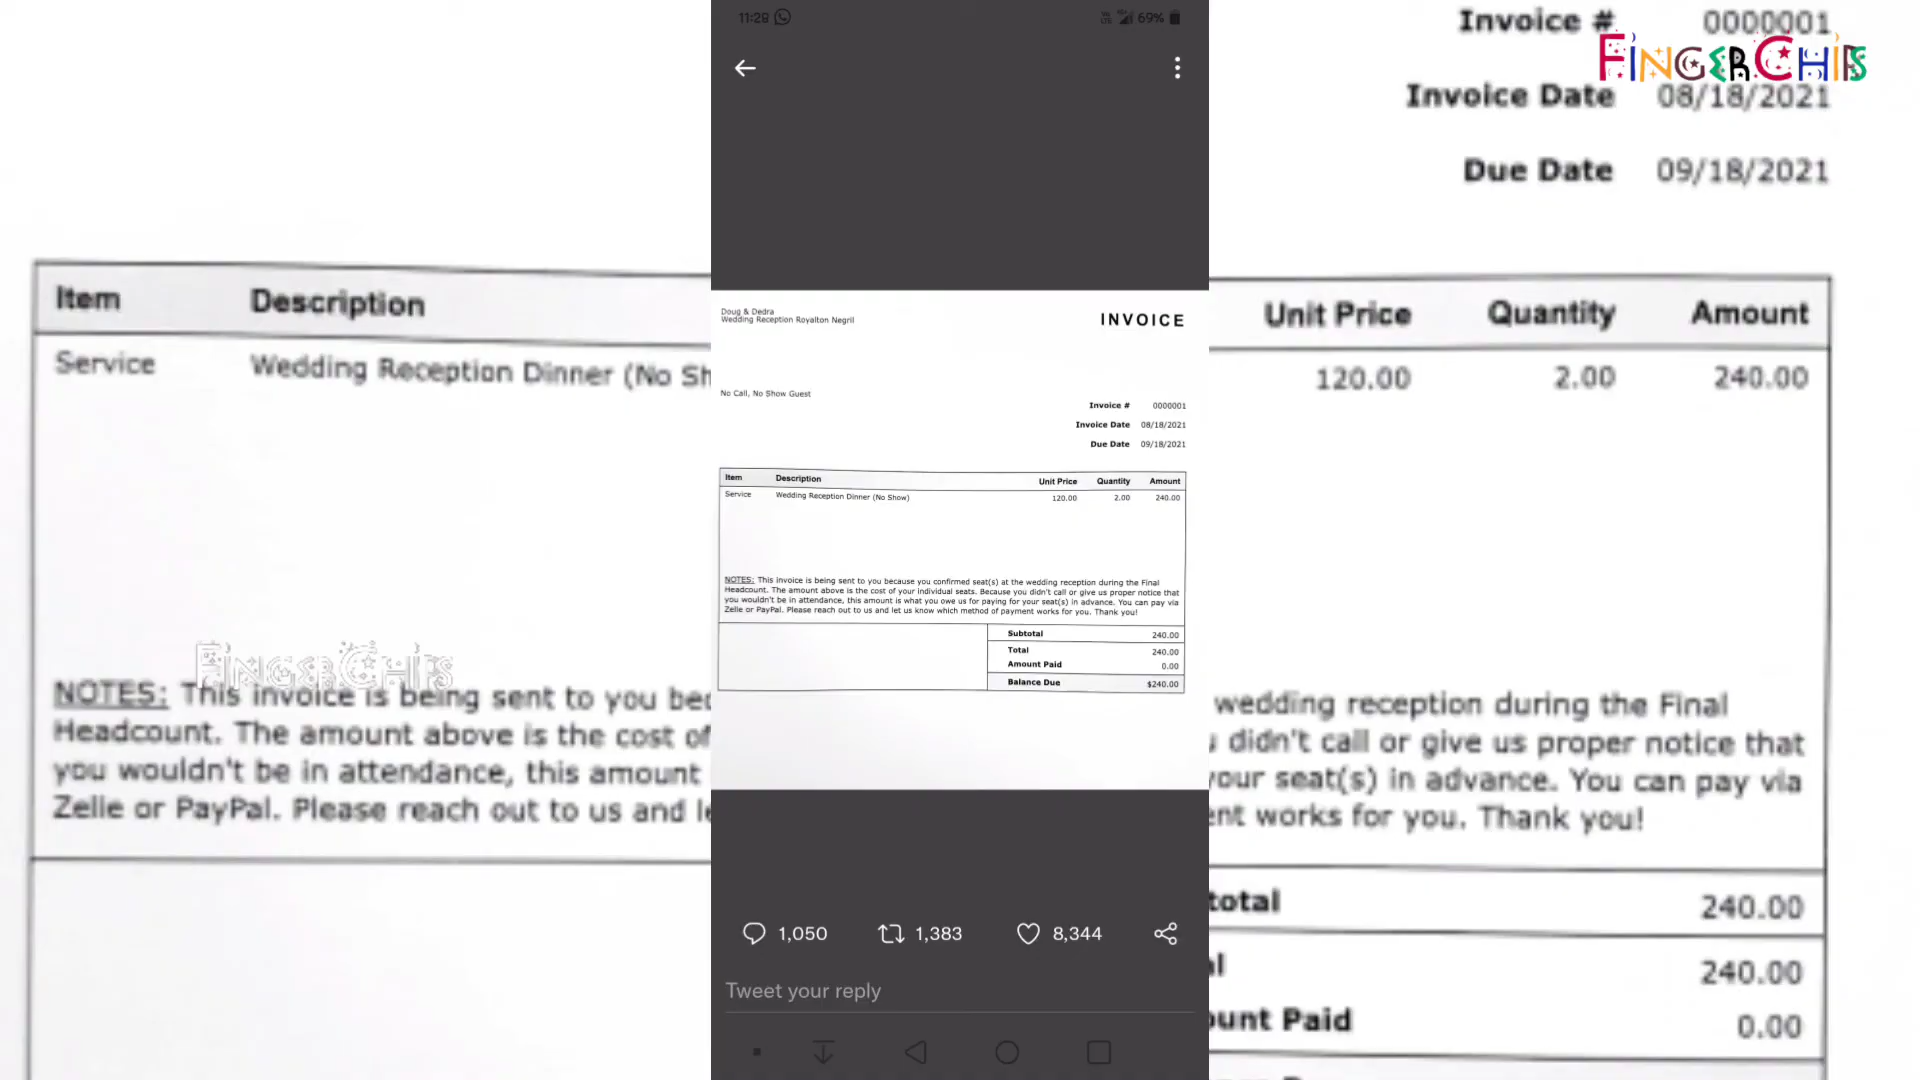 Invoice # 0000001
FINGERCHIPS
Invoice Date 08/18/2021
Due Date 09/18/2021
Item Description
Unit Price Quantity Amount
Service Wedding Reception Dinner (No Sh
120.00 2.00 240.00
FINGERCHIPS
NOTES: This invoice is being sent to you bec
Headcount. The amount above is the cost of
you wouldn't be in attendance, this amount
Zelle or PayPal. Please reach out to us and le
wedding reception during the Final
didn't call or give us proper notice that
your seat(s) in advance. You can pay via
ent works for you. Thank you!
total 240.00
al 240.00
ount Paid 0.00
11:28
69%
Doug & Dedra
Wedding Reception Royalton Negril
INVOICE
No Call, No Show Guest
Invoice # 0000001
Invoice Date 08/18/2021
Due Date 09/18/2021
Item Description Unit Price Quantity Amount
Service Wedding Reception Dinner (No Show) 120.00 2.00 240.00
NOTES: This invoice is being sent to you because you confirmed seat(s) at the wedding reception during the Final
Headcount. The amount above is the cost of your individual seats. Because you didn't call or give us proper notice that
you wouldn't be in attendance, this amount is what you owe us for paying for your seat(s) in advance. You can pay via
Zelle or PayPal. Please reach out to us and let us know which method of payment works for you. Thank you!
Subtotal 240.00
Total 240.00
Amount Paid 0.00
Balance Due $240.00
1,050 1,383 8,344
Tweet your reply